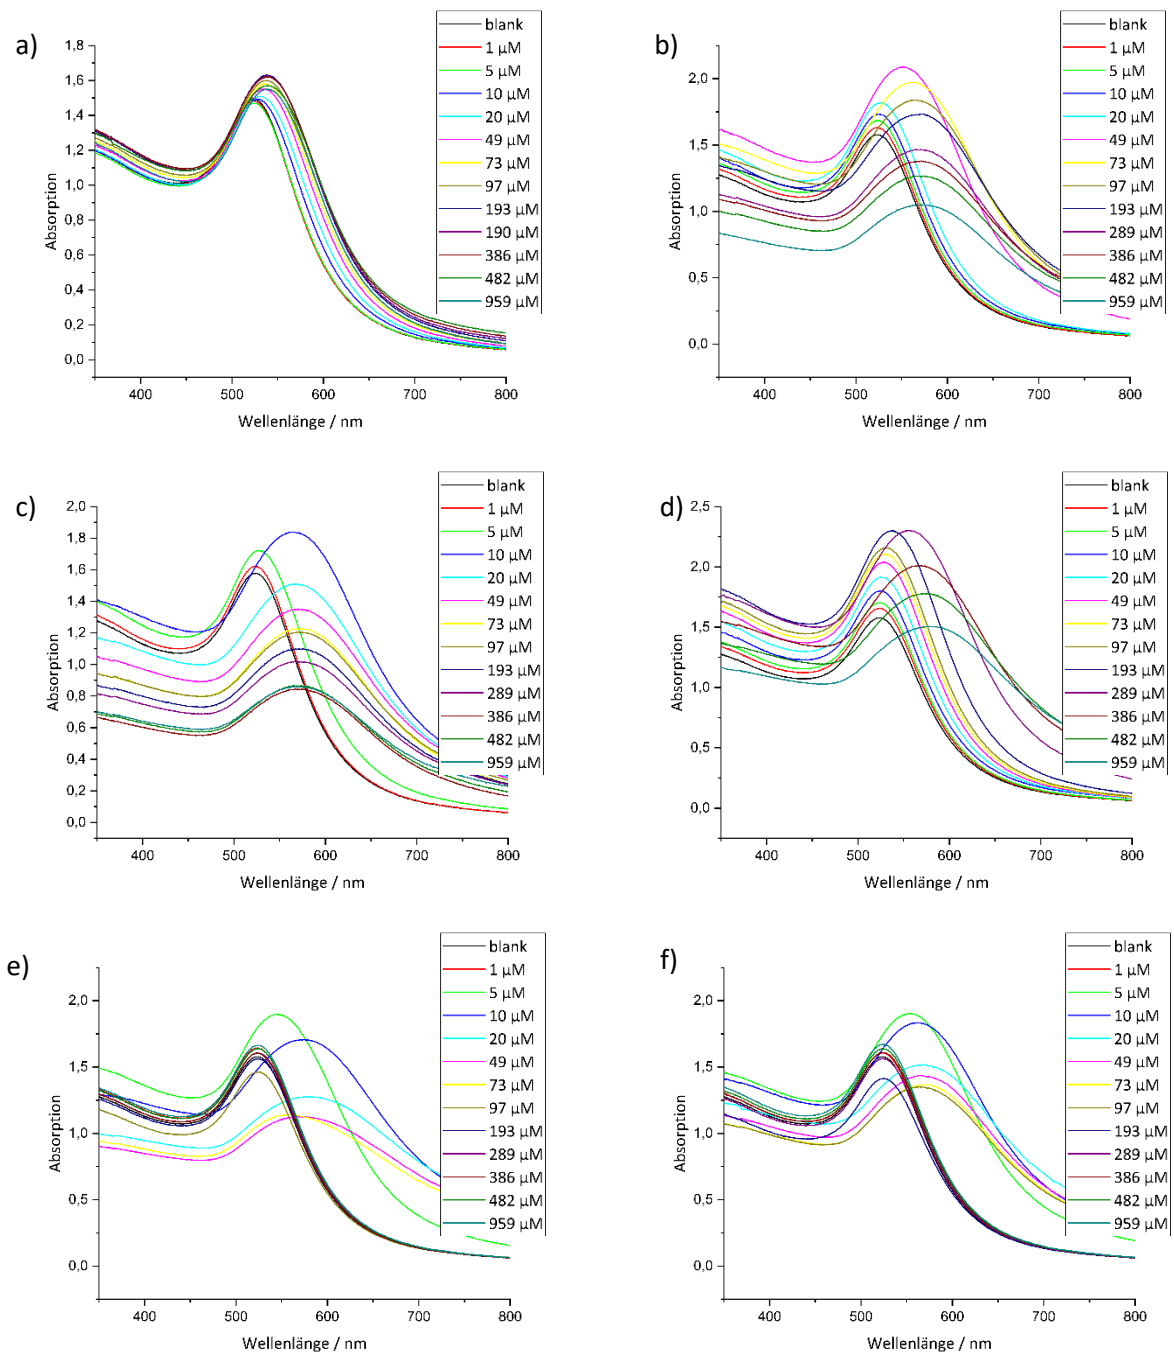 a)
1,8
1,6
1,4
1,2
1,0
0,8
0,6
0,4
0,2
0,0
Absorption
400 500 600 700 800
Wellenlänge / nm
blank
1 µM
5 µM
10 µM
20 µM
49 µM
73 µM
97 µM
193 µM
190 µM
386 µM
482 µM
959 µM
b)
2,0
1,5
1,0
0,5
0,0
Absorption
400 500 600 700 800
Wellenlänge / nm
blank
1 µM
5 µM
10 µM
20 µM
49 µM
73 µM
97 µM
193 µM
289 µM
386 µM
482 µM
959 µM
c)
2,0
1,8
1,6
1,4
1,2
1,0
0,8
0,6
0,4
0,2
0,0
Absorption
400 500 600 700 800
Wellenlänge / nm
blank
1 µM
5 µM
10 µM
20 µM
49 µM
73 µM
97 µM
193 µM
289 µM
386 µM
482 µM
959 µM
d)
2,5
2,0
1,5
1,0
0,5
0,0
Absorption
400 500 600 700 800
Wellenlänge / nm
blank
1 µM
5 µM
10 µM
20 µM
49 µM
73 µM
97 µM
193 µM
289 µM
386 µM
482 µM
959 µM
e)
2,0
1,5
1,0
0,5
0,0
Absorption
400 500 600 700 800
Wellenlänge / nm
blank
1 µM
5 µM
10 µM
20 µM
49 µM
73 µM
97 µM
193 µM
289 µM
386 µM
482 µM
959 µM
f)
2,0
1,5
1,0
0,5
0,0
Absorption
400 500 600 700 800
Wellenlänge / nm
blank
1 µM
5 µM
10 µM
20 µM
49 µM
73 µM
97 µM
193 µM
289 µM
386 µM
482 µM
959 µM